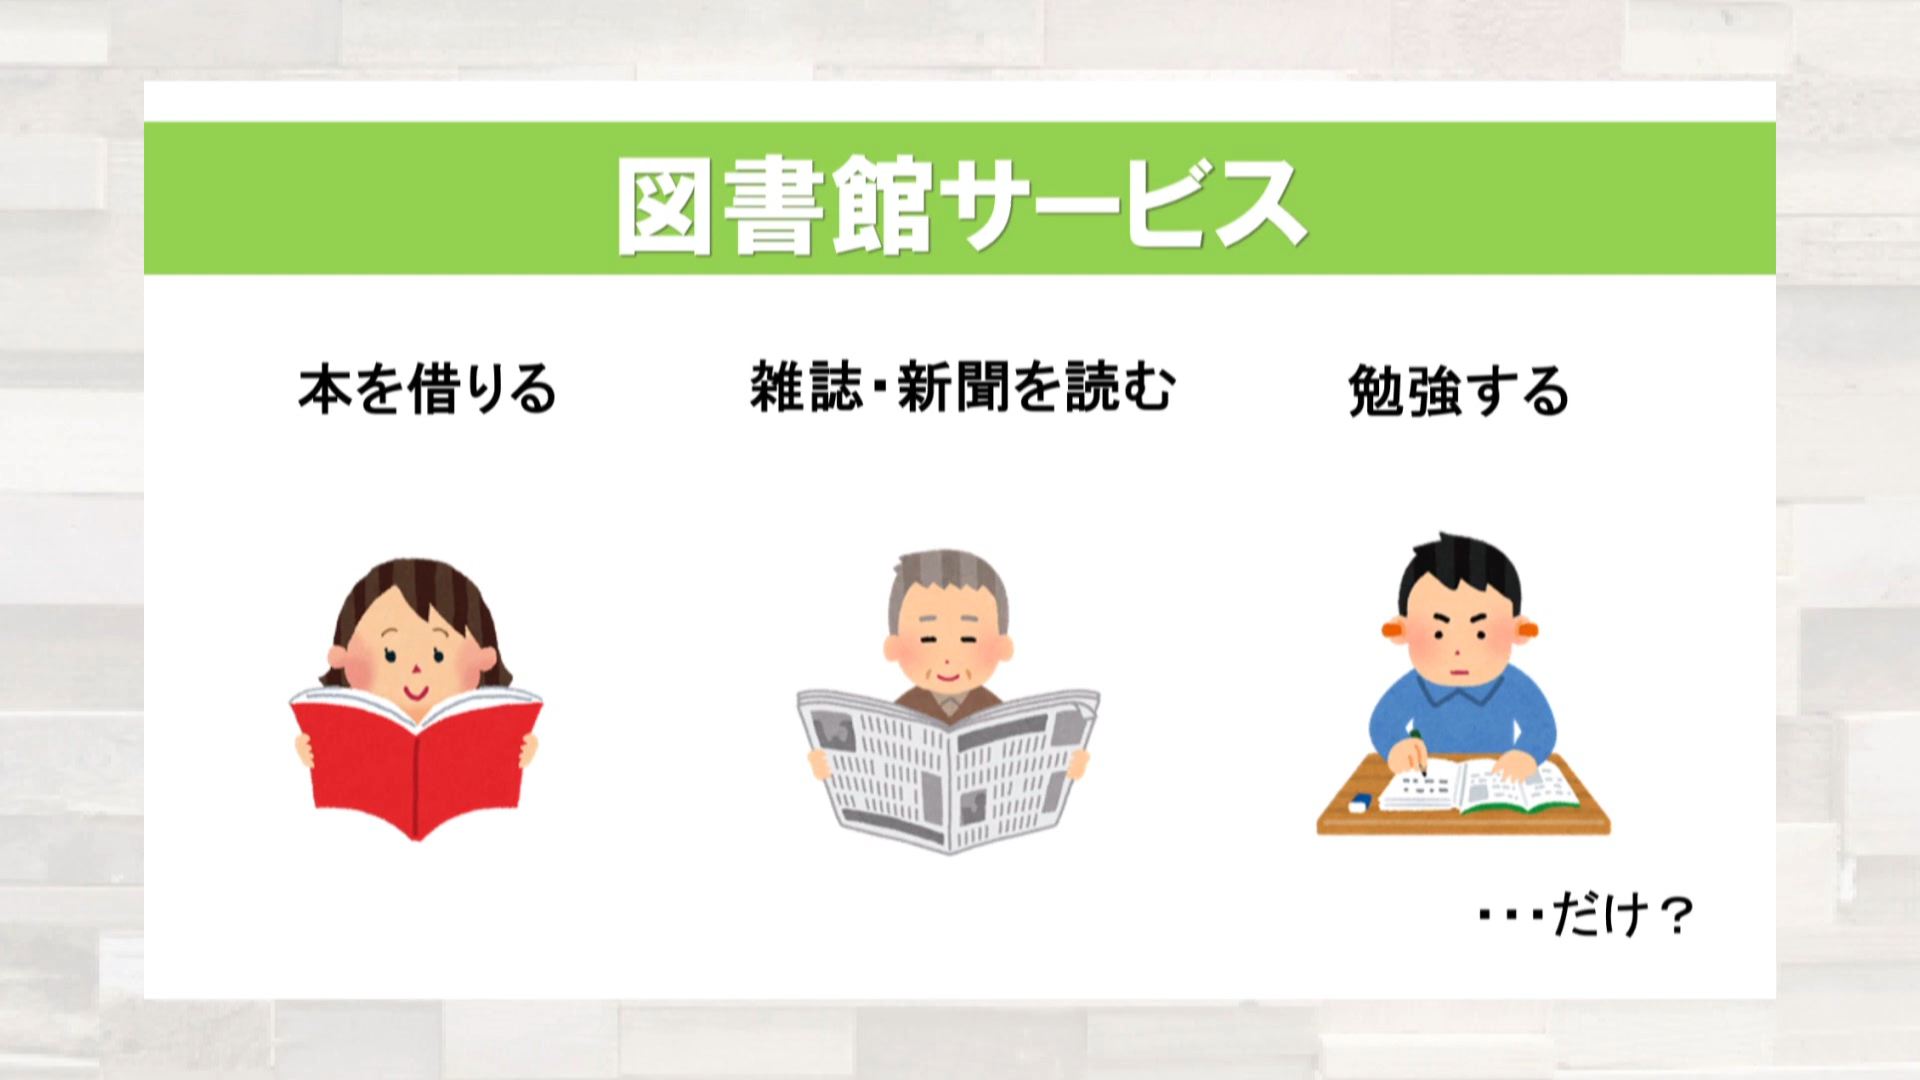 図書館サービス
本を借りる
雑誌・新聞を読む
勉強する
・・・だけ？